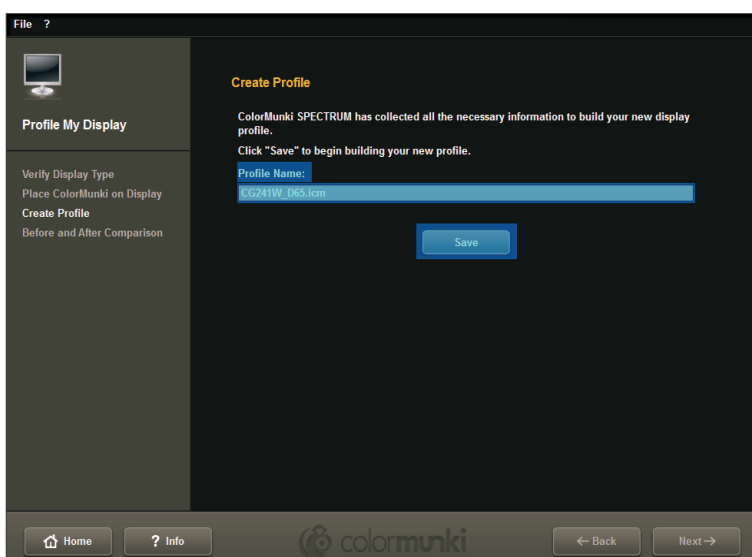 File ?
Profile My Display
Verify Display Type
Place ColorMunki on Display
Create Profile
Before and After Comparison
Create Profile
ColorMunki SPECTRUM has collected all the necessary information to build your new display
profile.
Click "Save" to begin building your new profile.
Profile Name:
CG241W_D65.icm
Save
Home
? Info
colormunki
← Back
Next →